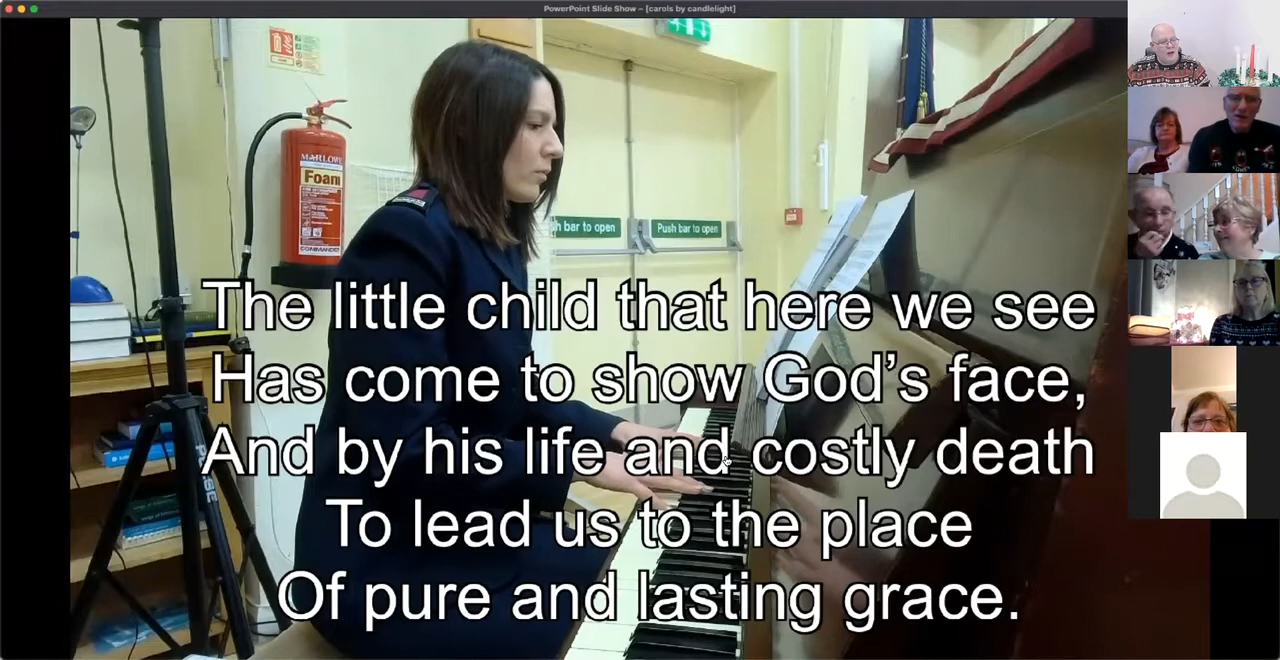 PowerPoint Slide Show – [carols by candlelight]
MARLOWE
Foam
COMMANDER
h bar to open
Push bar to open
The little child that here we see
Has come to show God's face,
And by his life and costly death
To lead us to the place
Of pure and lasting grace.